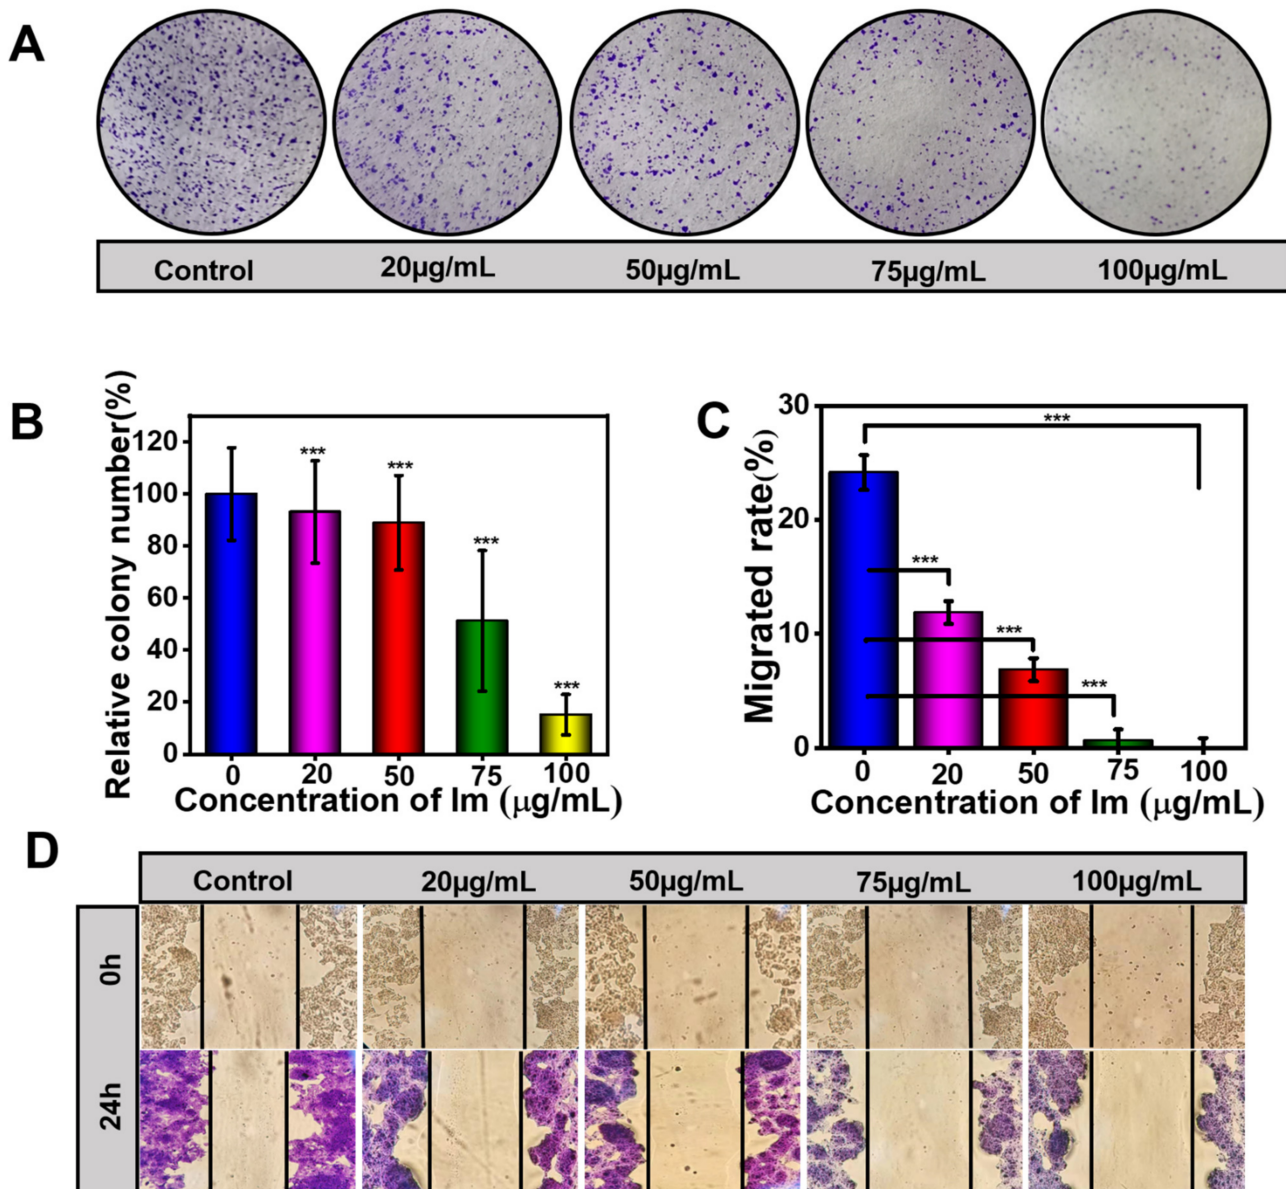 A
Control 20µg/mL 50µg/mL 75µg/mL 100µg/mL
B
Relative colony number(%)
120
100
80
60
40
20
0
*** *** *** ***
0 20 50 75 100
Concentration of Im (µg/mL)
C
Migrated rate(%)
30
20
10
0
***
***
***
***
0 20 50 75 100
Concentration of Im (µg/mL)
D
Control 20µg/mL 50µg/mL 75µg/mL 100µg/mL
0h
24h